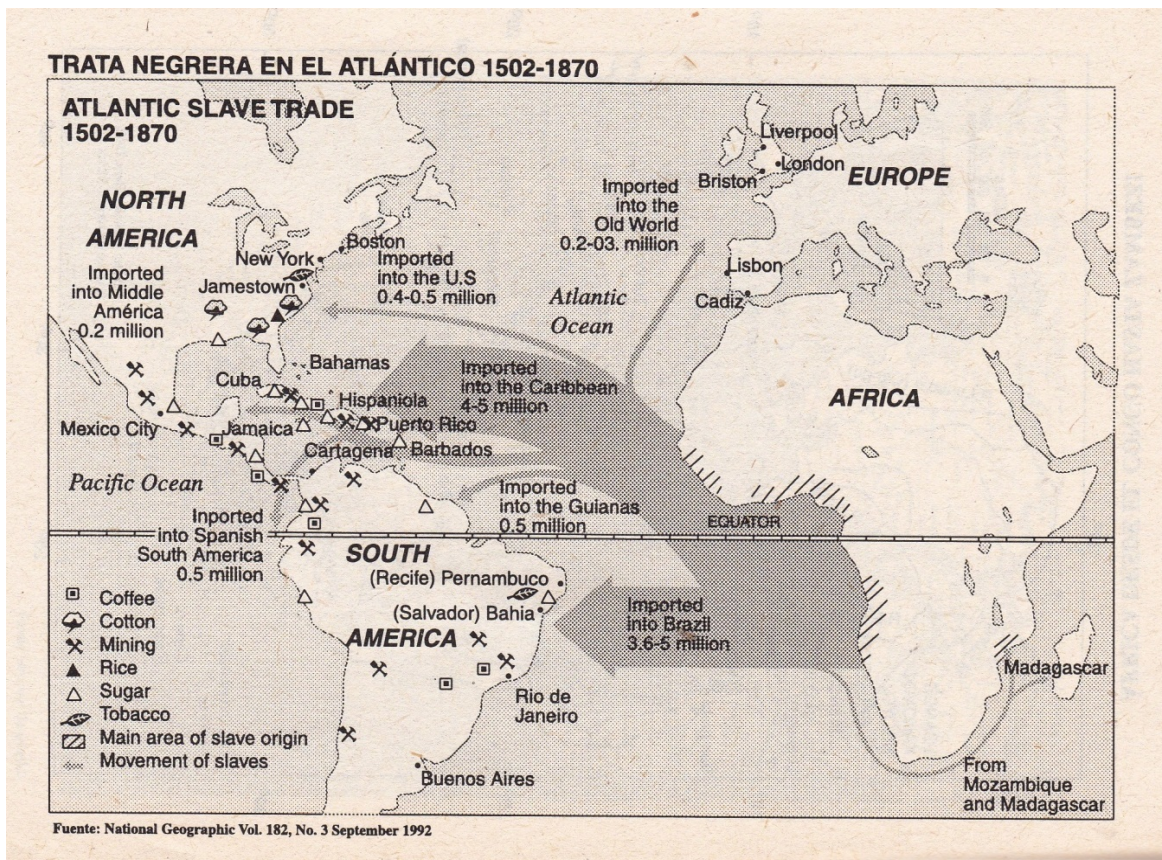 TRATA NEGRERA EN EL ATLÁNTICO 1502-1870
ATLANTIC SLAVE TRADE
1502-1870
NORTH
AMERICA
Imported
into Middle
América
0.2 million
New York
Boston
Jamestown
Imported
into the U.S
0.4-0.5 million
Atlantic
Ocean
Imported
into the
Old World
0.2-03. million
Liverpool
London
Briston
EUROPE
Lisbon
Cadiz
AFRICA
Bahamas
Cuba
Hispaniola
Puerto Rico
Jamaica
Mexico City
Cartagena
Barbados
Imported
into the Caribbean
4-5 million
Pacific Ocean
Imported
into the Guianas
0.5 million
EQUATOR
Inported
into Spanish
South America
0.5 million
SOUTH
AMERICA
(Recife) Pernambuco
(Salvador) Bahia
Imported
into Brazil
3.6-5 million
Rio de
Janeiro
Buenos Aires
Madagascar
From
Mozambique
and Madagascar
Coffee
Cotton
Mining
Rice
Sugar
Tobacco
Main area of slave origin
Movement of slaves
Fuente: National Geographic Vol. 182, No. 3 September 1992